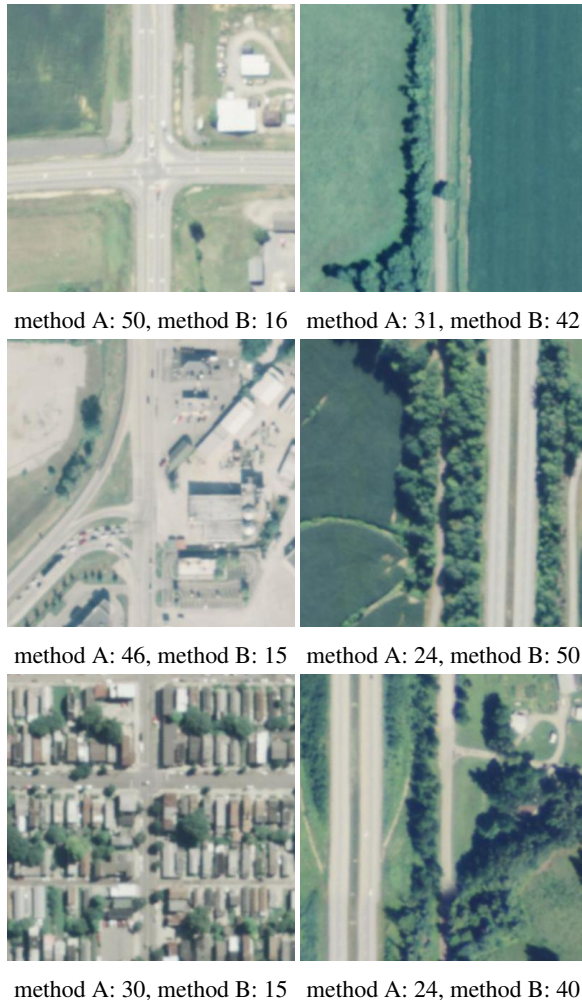 method A: 50, method B: 16
method A: 31, method B: 42
method A: 46, method B: 15
method A: 24, method B: 50
method A: 30, method B: 15
method A: 24, method B: 40